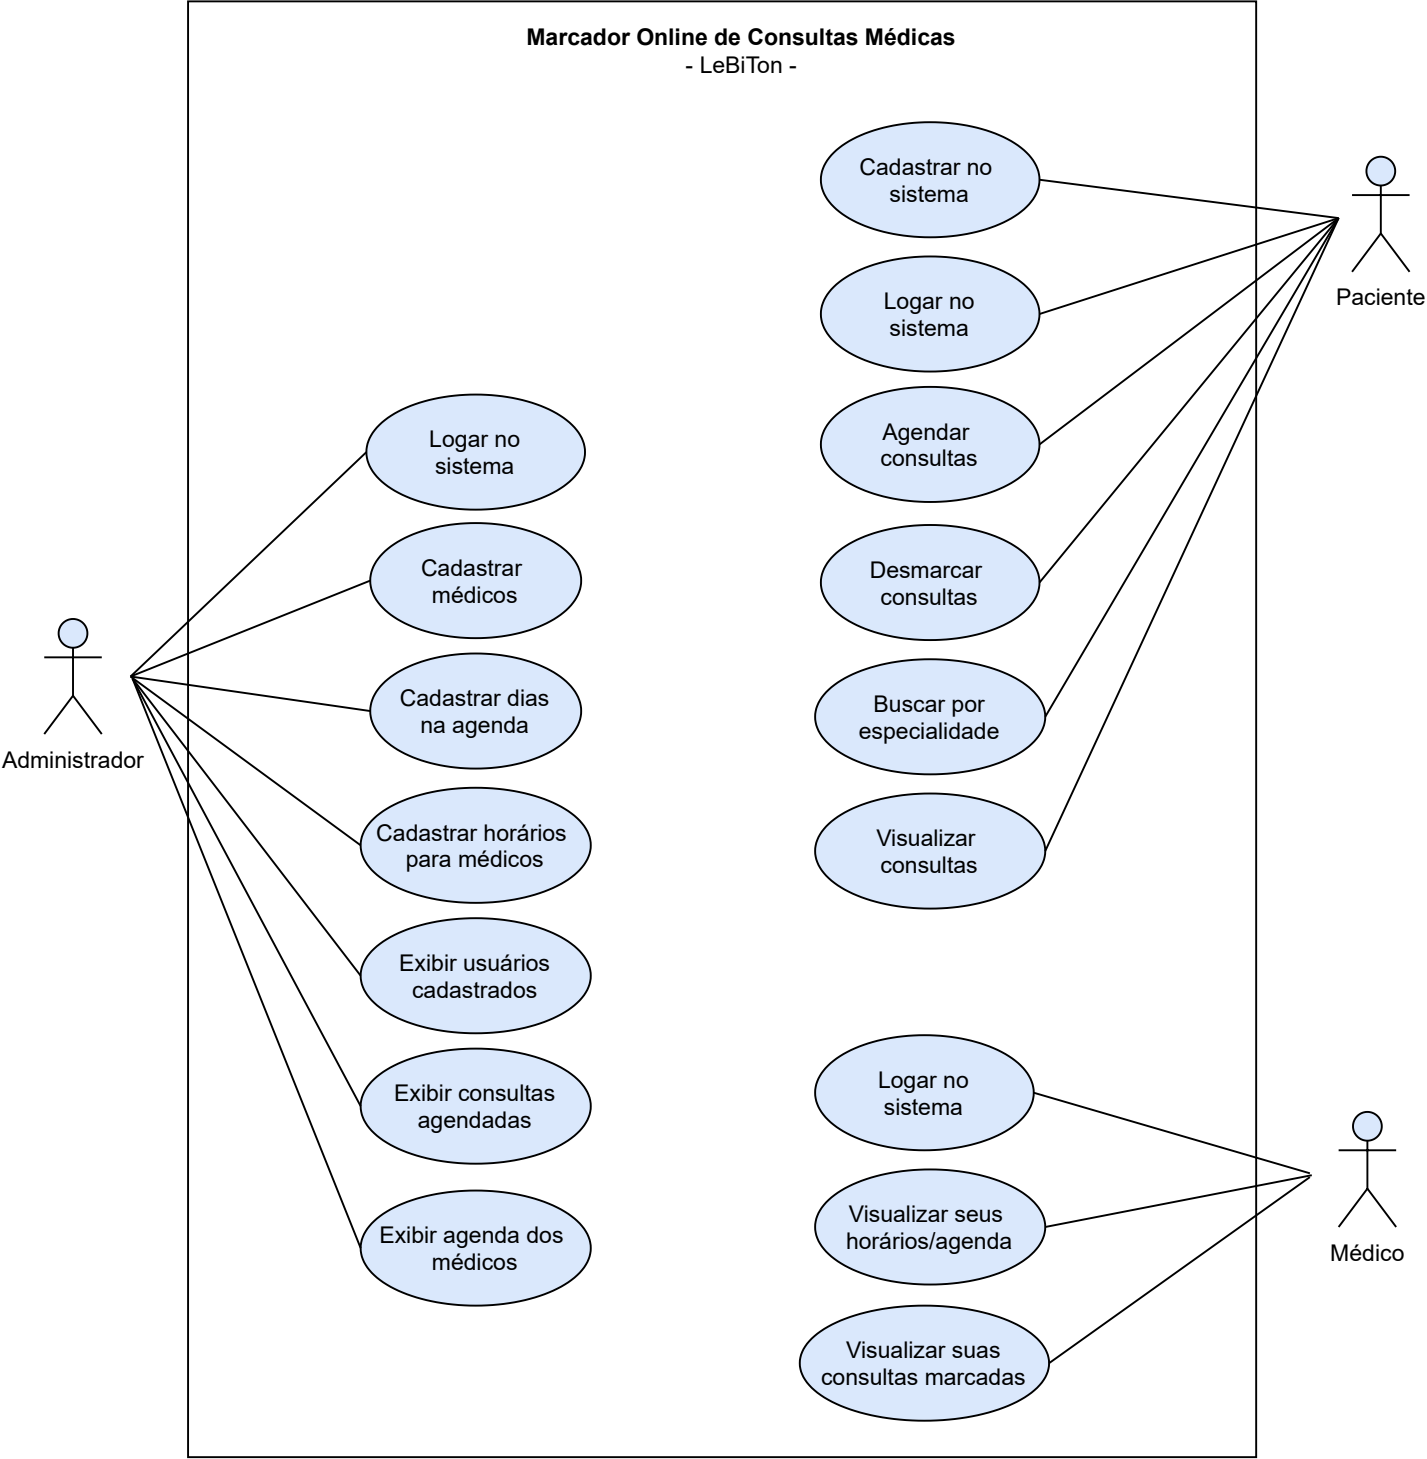 Marcador Online de Consultas Médicas
- LeBiTon -
Cadastrar no
sistema
Logar no
sistema
Agendar
consultas
Desmarcar
consultas
Buscar por
especialidade
Visualizar
consultas
Paciente
Logar no
sistema
Cadastrar
médicos
Cadastrar dias
na agenda
Cadastrar horários
para médicos
Exibir usuários
cadastrados
Exibir consultas
agendadas
Exibir agenda dos
médicos
Administrador
Logar no
sistema
Visualizar seus
horários/agenda
Visualizar suas
consultas marcadas
Médico